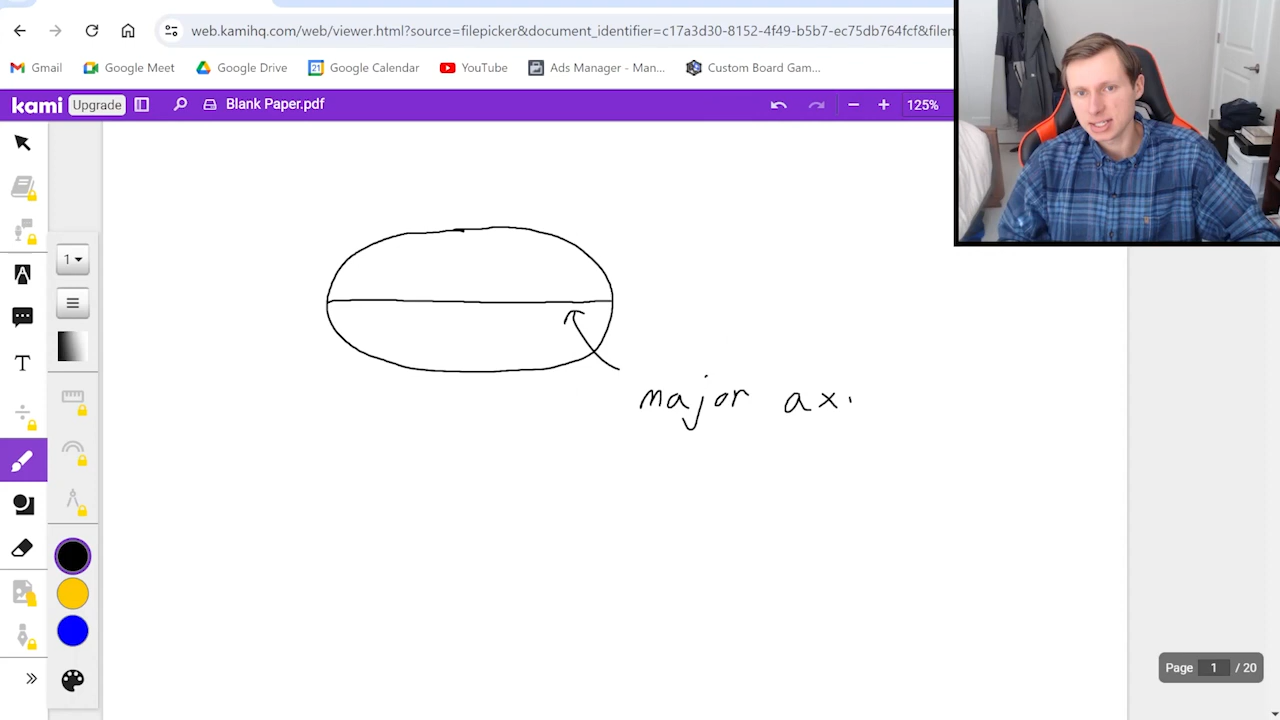 www.kamihq.com/web/viewer.html?source=filepicker&document_identifier=c17a3d30-8152-4f49-b5b7-ec75db764fcf&filen
Gmail Google Meet Google Drive 21 Google Calendar YouTube Ads Manager - Man... Custom Board Gam...
kami Upgrade Blank Paper.pdf 125%
1
T
major ax
Page 1 / 20